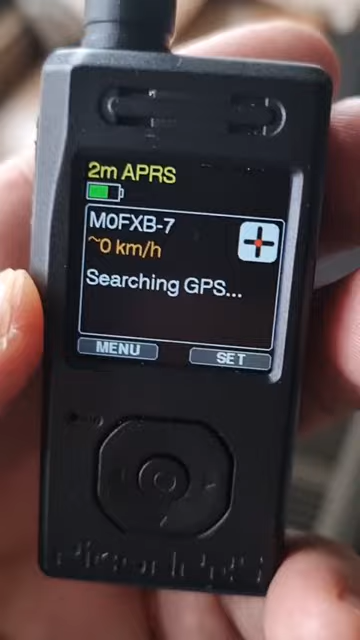 2m APRS
M0FXB-7
~0 km/h
Searching GPS...
MENU SET